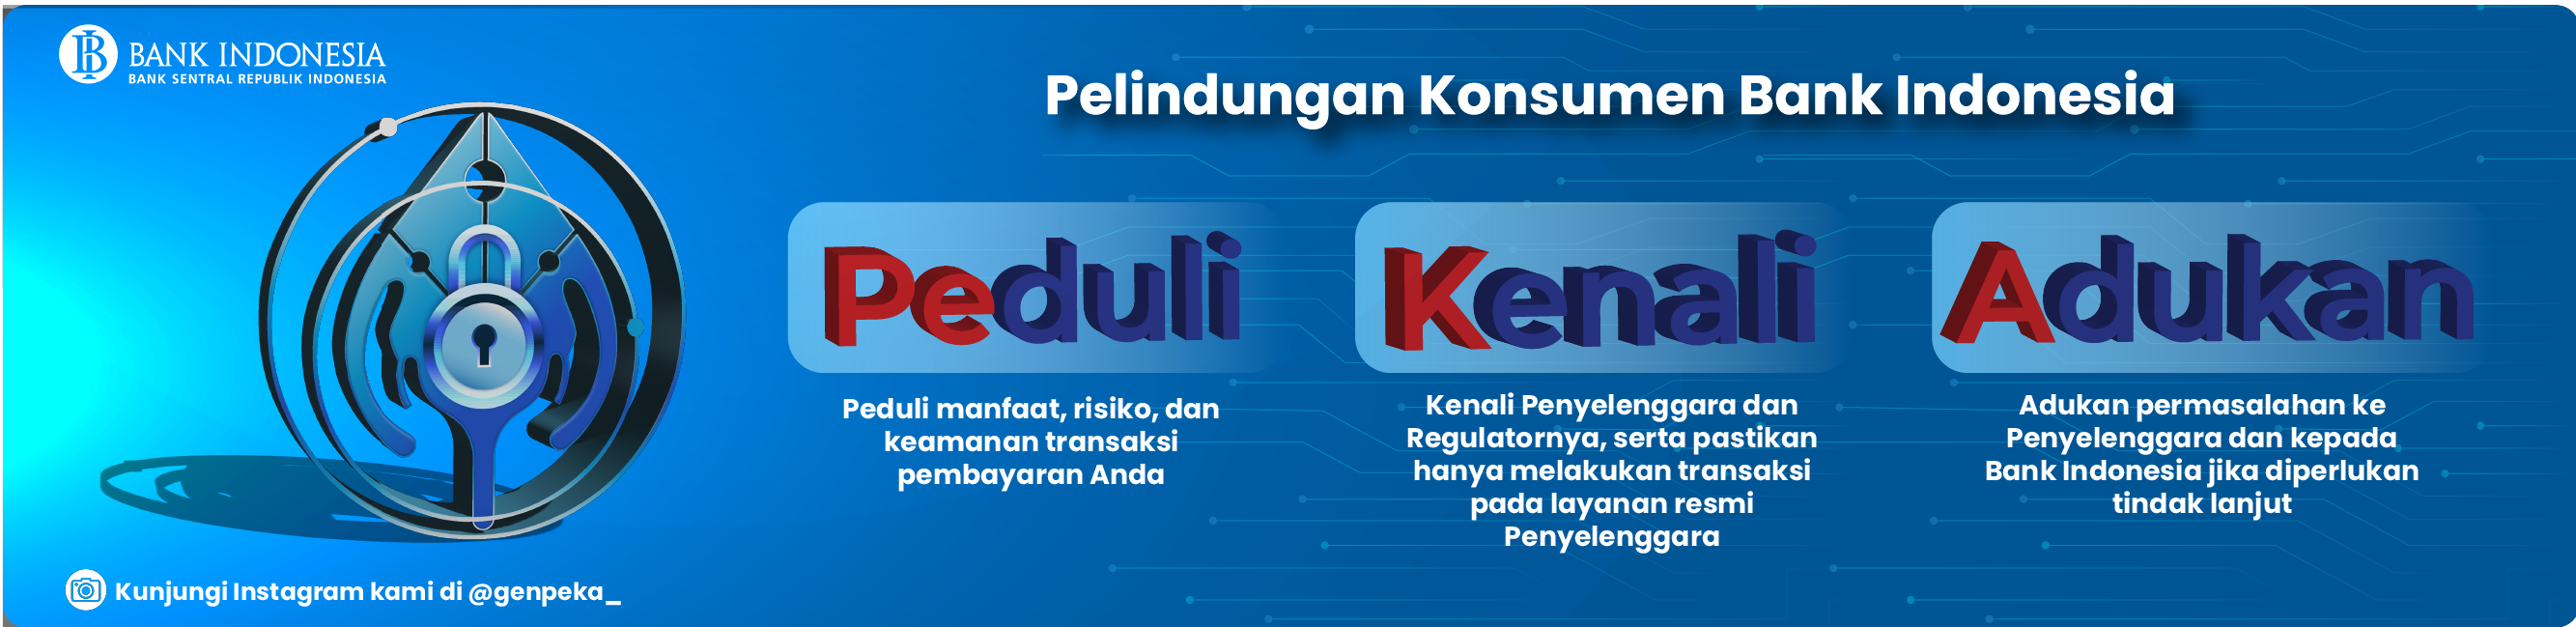 BANK INDONESIA
BANK SENTRAL REPUBLIK INDONESIA
Pelindungan Konsumen Bank Indonesia
Peduli
Peduli manfaat, risiko, dan
keamanan transaksi
pembayaran Anda
Kenali
Kenali Penyelenggara dan
Regulatornya, serta pastikan
hanya melakukan transaksi
pada layanan resmi
Penyelenggara
Adukan
Adukan permasalahan ke
Penyelenggara dan kepada
Bank Indonesia jika diperlukan
tindak lanjut
Kunjungi Instagram kami di @genpeka_